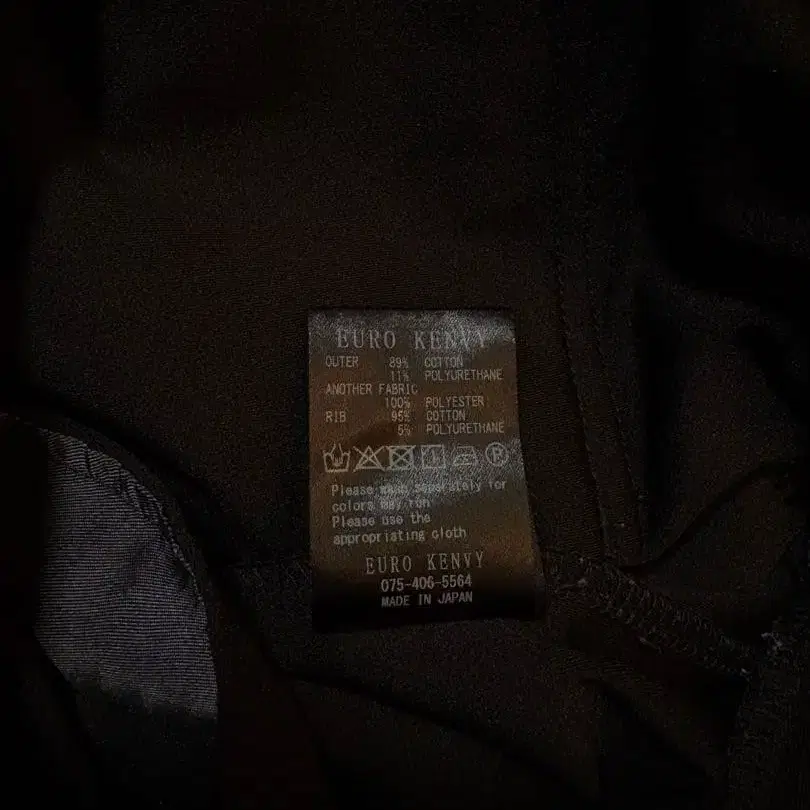 EURO KENVY
OUTER 89% COTTON
11% POLYURETHANE
ANOTHER FABRIC
100% POLYESTER
RIB 95% COTTON
5% POLYURETHANE
Please wash separately for
colors may run
Please use the
appropriating cloth
EURO KENVY
075-406-5564
MADE IN JAPAN